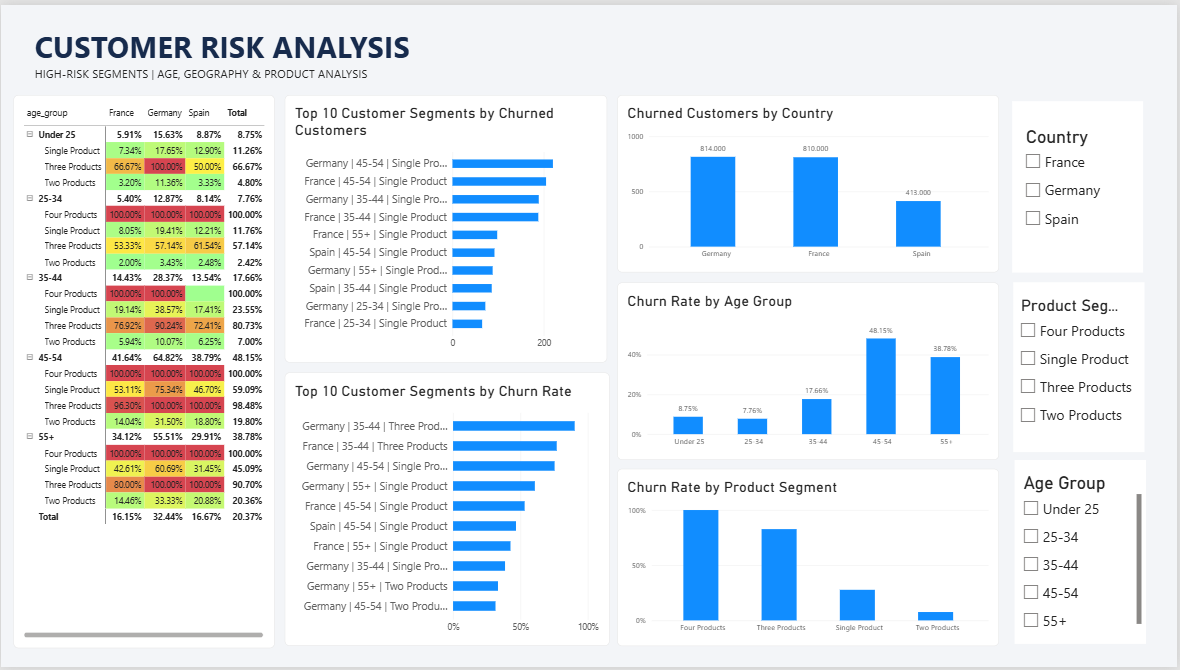 CUSTOMER RISK ANALYSIS
HIGH-RISK SEGMENTS | AGE, GEOGRAPHY & PRODUCT ANALYSIS
age_group France Germany Spain Total
Under 25 5.91% 15.63% 8.87% 8.75%
Single Product 7.34% 17.65% 12.90% 11.26%
Three Products 66.67% 100.00% 50.00% 66.67%
Two Products 3.20% 11.36% 3.33% 4.80%
25-34 5.40% 12.87% 8.14% 7.76%
Four Products 100.00% 100.00% 100.00% 100.00%
Single Product 8.05% 19.41% 12.21% 11.76%
Three Products 53.33% 57.14% 61.54% 57.14%
Two Products 2.00% 3.43% 2.48% 2.42%
35-44 14.43% 28.37% 13.54% 17.66%
Four Products 100.00% 100.00% 100.00%
Single Product 19.14% 38.57% 17.41% 23.55%
Three Products 76.92% 90.24% 72.41% 80.73%
Two Products 5.94% 10.07% 6.25% 7.00%
45-54 41.64% 64.82% 38.79% 48.15%
Four Products 100.00% 100.00% 100.00% 100.00%
Single Product 53.11% 75.34% 46.70% 59.09%
Three Products 96.30% 100.00% 100.00% 98.48%
Two Products 14.04% 31.50% 18.80% 19.80%
55+ 34.12% 55.51% 29.91% 38.78%
Four Products 100.00% 100.00% 100.00% 100.00%
Single Product 42.61% 60.69% 31.45% 45.09%
Three Products 80.00% 100.00% 100.00% 90.70%
Two Products 14.46% 33.33% 20.88% 20.36%
Total 16.15% 32.44% 16.67% 20.37%
Top 10 Customer Segments by Churned
Customers
Germany | 45-54 | Single Pro...
France | 45-54 | Single Product
Germany | 35-44 | Single Pro...
France | 35-44 | Single Product
France | 55+ | Single Product
Spain | 45-54 | Single Product
Germany | 55+ | Single Prod...
Spain | 35-44 | Single Product
Germany | 25-34 | Single Pro...
France | 25-34 | Single Product
0 200
Top 10 Customer Segments by Churn Rate
Germany | 35-44 | Three Prod...
France | 35-44 | Three Products
Germany | 45-54 | Single Pro...
Germany | 55+ | Single Product
France | 45-54 | Single Product
Spain | 45-54 | Single Product
France | 55+ | Single Product
Germany | 35-44 | Single Pro...
Germany | 55+ | Two Products
Germany | 45-54 | Two Produ...
0% 50% 100%
Churned Customers by Country
1000
500
0
814.000 810.000 413.000
Germany France Spain
Churn Rate by Age Group
40%
20%
0%
8.75% 7.76% 17.66% 48.15% 38.78%
Under 25 25-34 35-44 45-54 55+
Churn Rate by Product Segment
100%
50%
0%
Four Products Three Products Single Product Two Products
Country
France
Germany
Spain
Product Seg...
Four Products
Single Product
Three Products
Two Products
Age Group
Under 25
25-34
35-44
45-54
55+